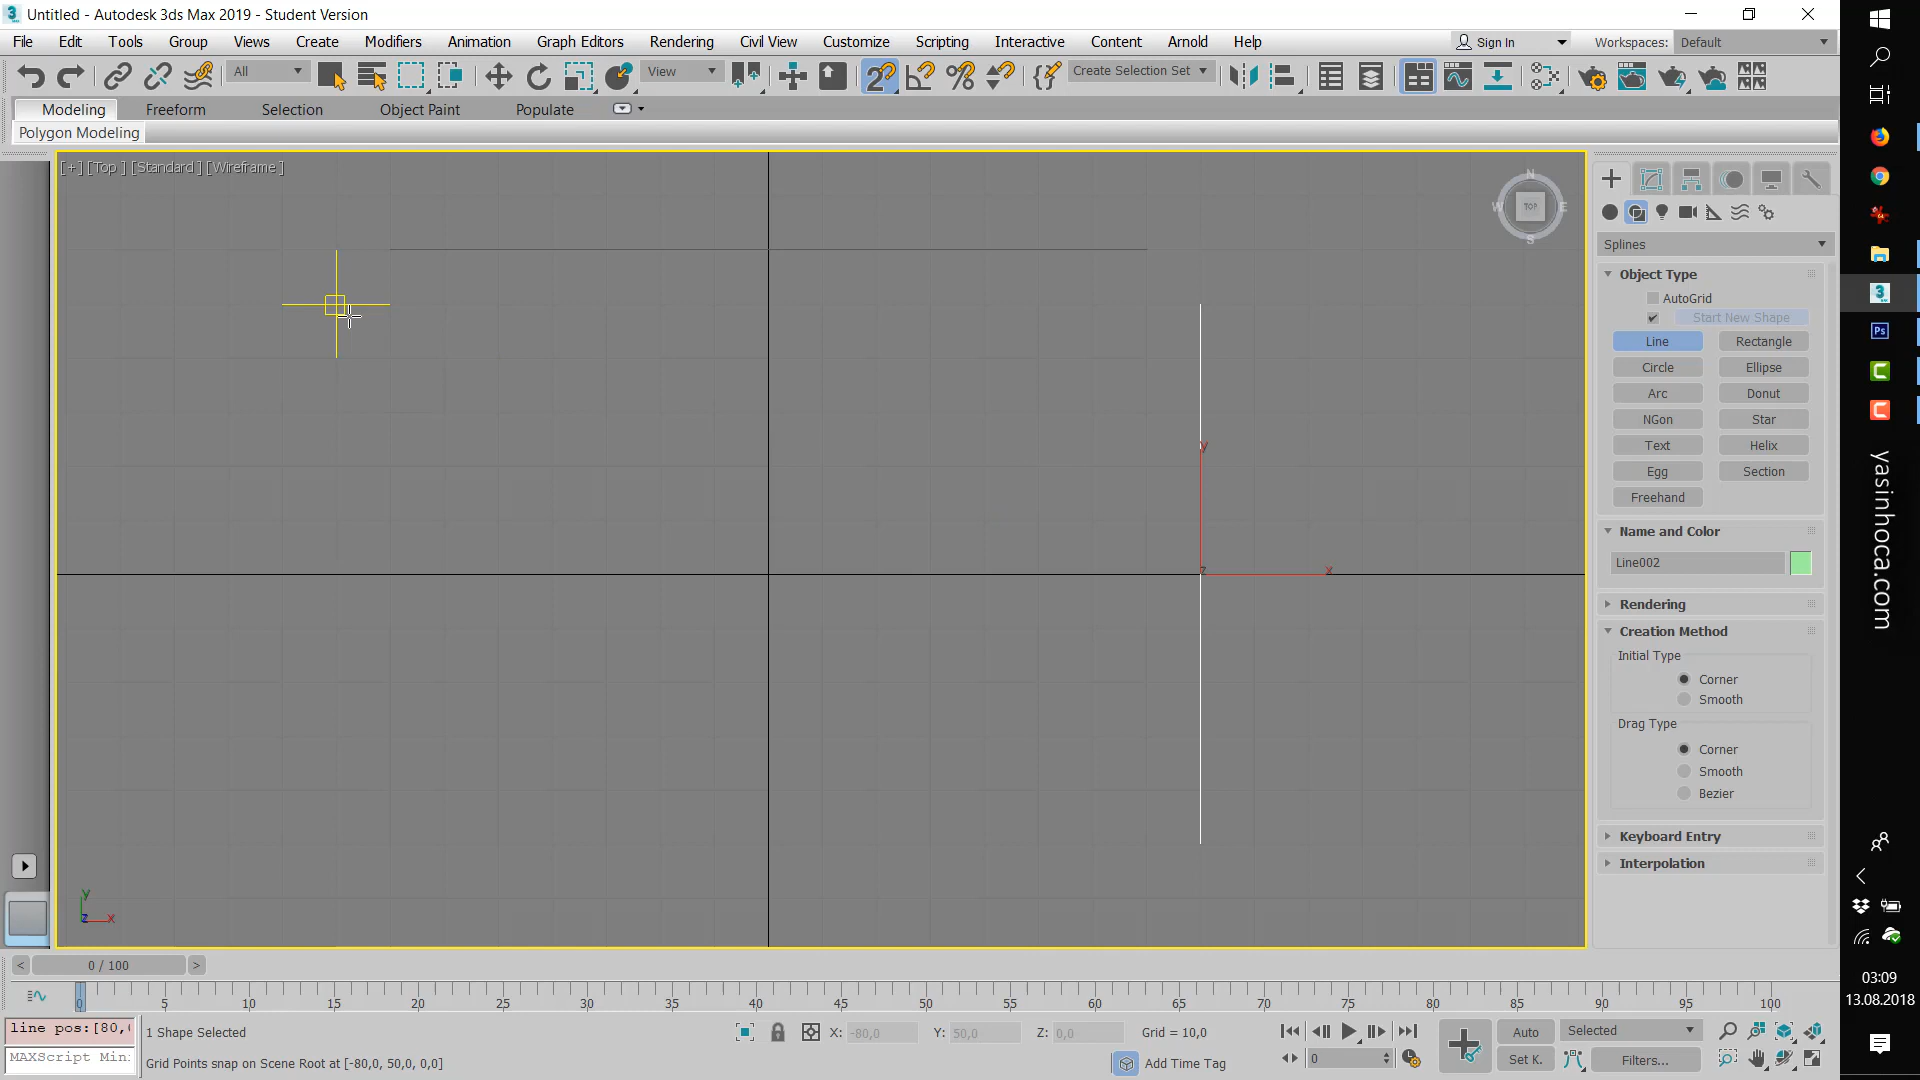 Untitled - Autodesk 3ds Max 2019 - Student Version
File Edit Tools Group Views Create Modifiers Animation Graph Editors Rendering Civil View Customize Scripting Interactive Content Arnold Help Sign In Workspaces: Default
All View Create Selection Set
Modeling Freeform Selection Object Paint Populate
Polygon Modeling
[+] [Top ] [Standard ] [Wireframe ]
N
W TOP E
S
y
z x
y
z x
Splines
Object Type
AutoGrid
Start New Shape
Line Rectangle
Circle Ellipse
Arc Donut
NGon Star
Text Helix
Egg Section
Freehand
Name and Color
Line002
Rendering
Creation Method
Initial Type
Corner
Smooth
Drag Type
Corner
Smooth
Bezier
Keyboard Entry
Interpolation
Ps
yasinhoca.com
03:09
13.08.2018
< 0 / 100 >
0 5 10 15 20 25 30 35 40 45 50 55 60 65 70 75 80 85 90 95 100
line pos:[80,
MAXScript Min
1 Shape Selected
Grid Points snap on Scene Root at [-80,0, 50,0, 0,0]
X: -80,0 Y: 50,0 Z: 0,0 Grid = 10,0
Add Time Tag
0
Auto Selected
Set K. Filters...